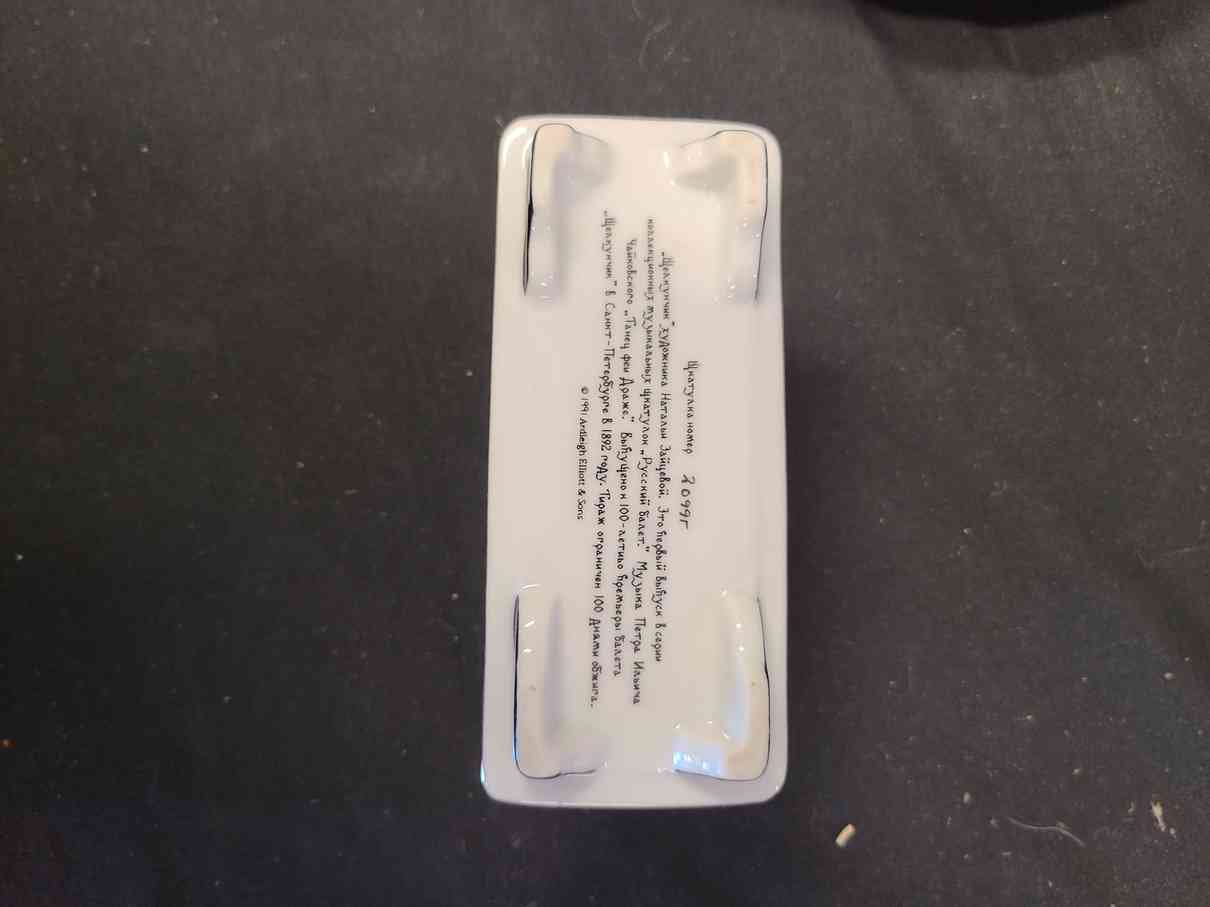 Шкатулка номер 2099г
„Щелкунчик" художника Натальи Зайцевой. Это первый выпуск в серии
коллекционных музыкальных шкатулок „Русский балет." Музыка Петра Ильича
Чайковского „Танец феи Драже." Выпущено к 100-летию премьеры балета
„Щелкунчик" в Санкт-Петербурге в 1892 году. Тираж ограничен 100 днями обжига.
© 1991 Ardleigh Elliott & Sons